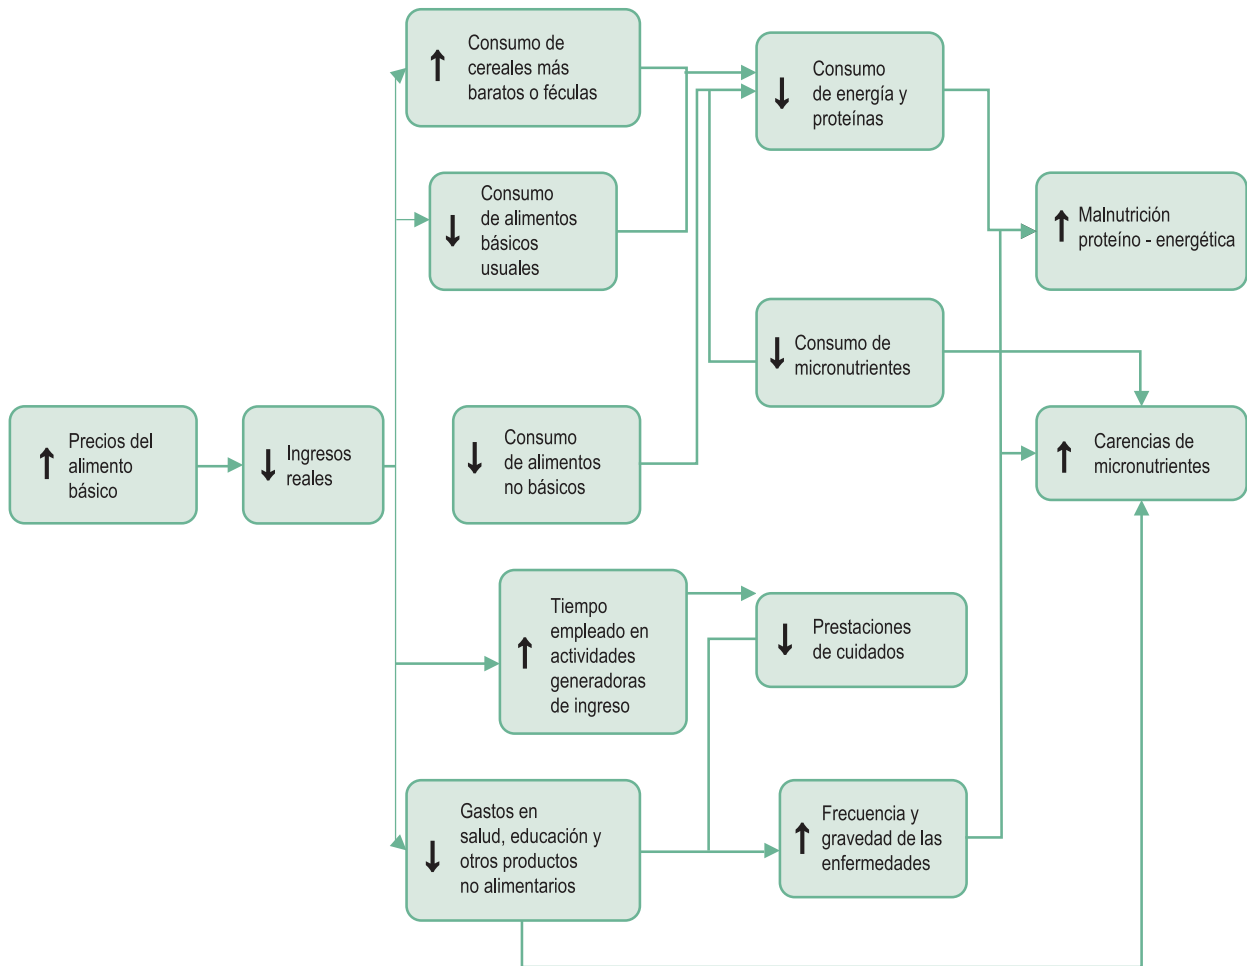 ↑ Consumo de
cereales más
baratos o féculas
↓ Consumo
de energía y
proteínas
↓ Consumo
de alimentos
básicos
usuales
↑ Malnutrición
proteíno - energética
↓ Consumo de
micronutrientes
↑ Precios del
alimento
básico
↓ Ingresos
reales
↓ Consumo
de alimentos
no básicos
↑ Carencias de
micronutrientes
↑ Tiempo
empleado en
actividades
generadoras
de ingreso
↓ Prestaciones
de cuidados
↓ Gastos en
salud, educación y
otros productos
no alimentarios
↑ Frecuencia y
gravedad de las
enfermedades